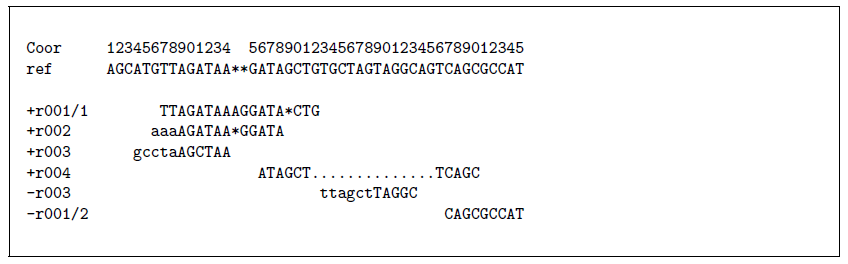 Coor     12345678901234  5678901234567890123456789012345
ref      AGCATGTTAGATAA**GATAGCTGTGCTAGTAGGCAGTCAGCGCCAT
+r001/1        TTAGATAAAGGATA*CTG
+r002         aaaAGATAA*GGATA
+r003       gcctaAGCTAA
+r004                     ATAGCT..............TCAGC
-r003                            ttagctTAGGC
-r001/2                                        CAGCGCCAT